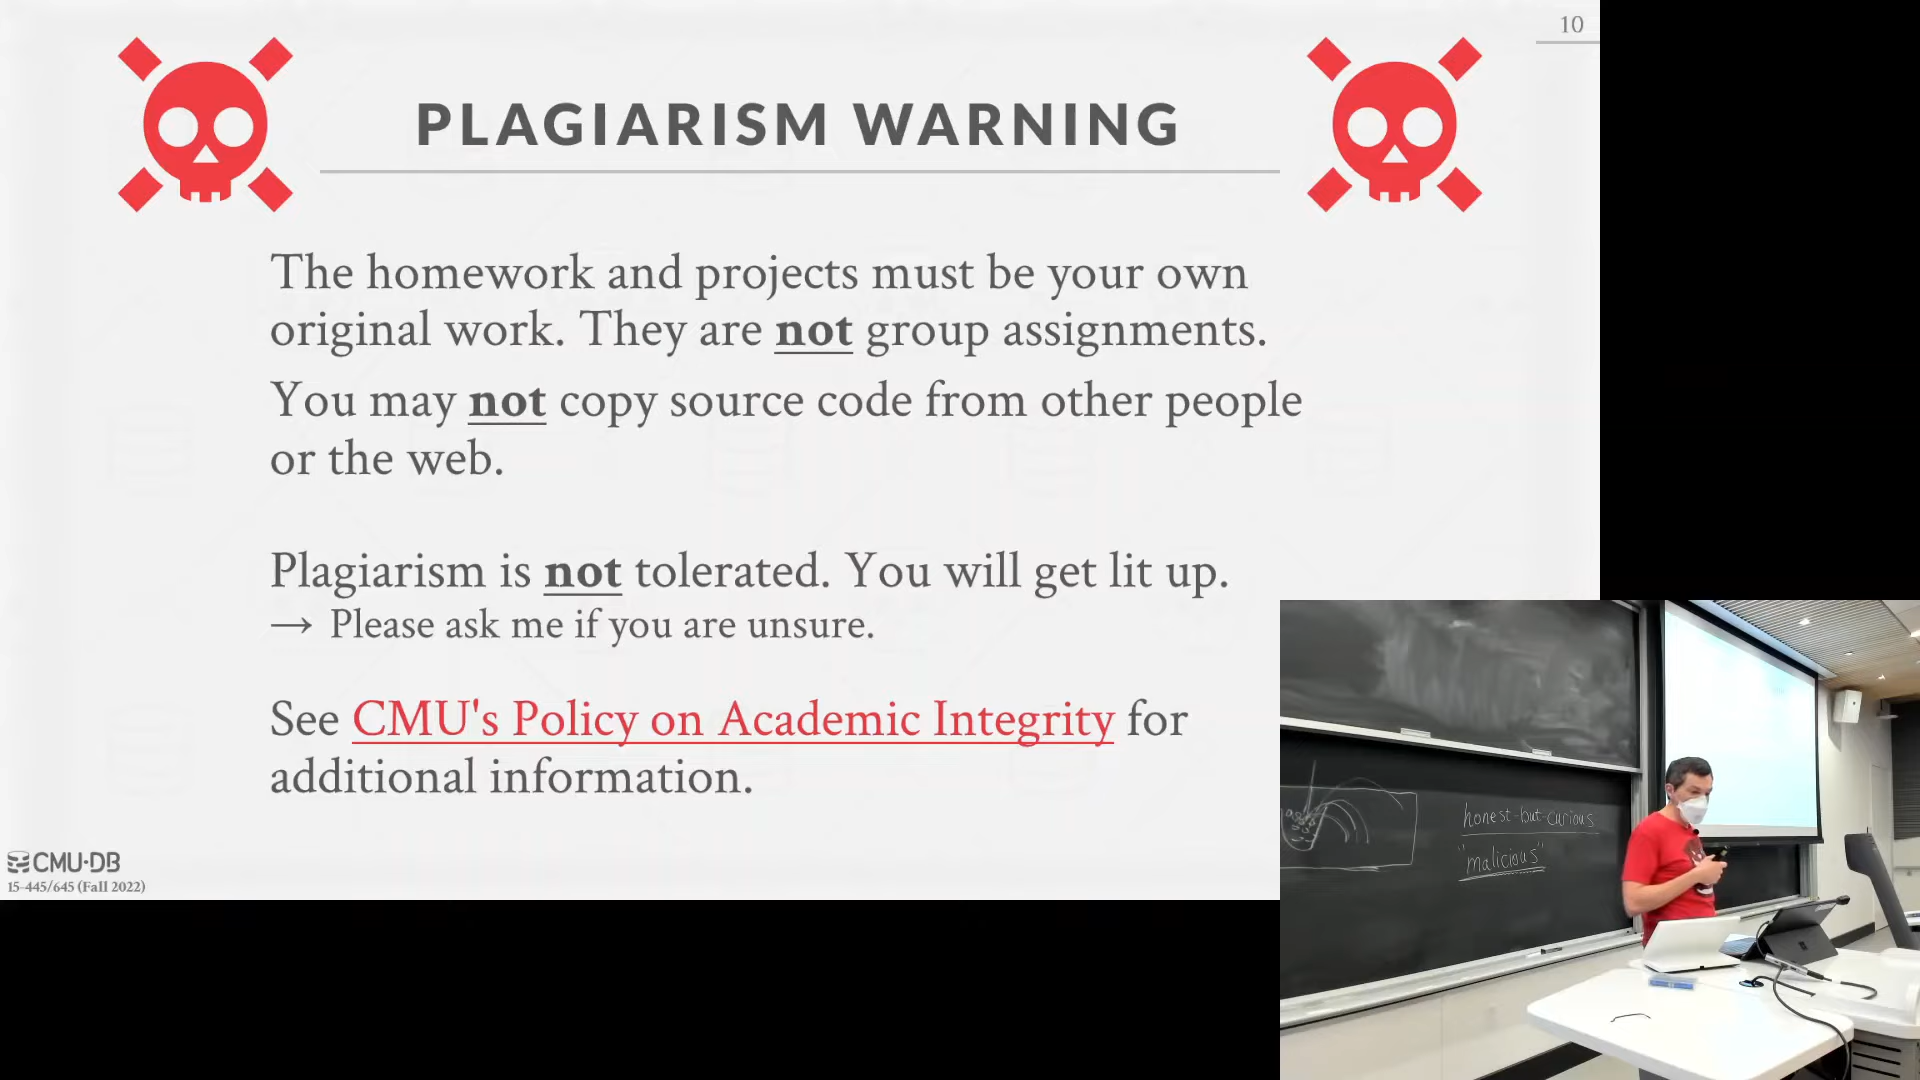 10
PLAGIARISM WARNING
The homework and projects must be your own
original work. They are not group assignments.
You may not copy source code from other people
or the web.
Plagiarism is not tolerated. You will get lit up.
→ Please ask me if you are unsure.
See CMU's Policy on Academic Integrity for
additional information.
CMU·DB
15-445/645 (Fall 2022)
honest-but-curious
"malicious"